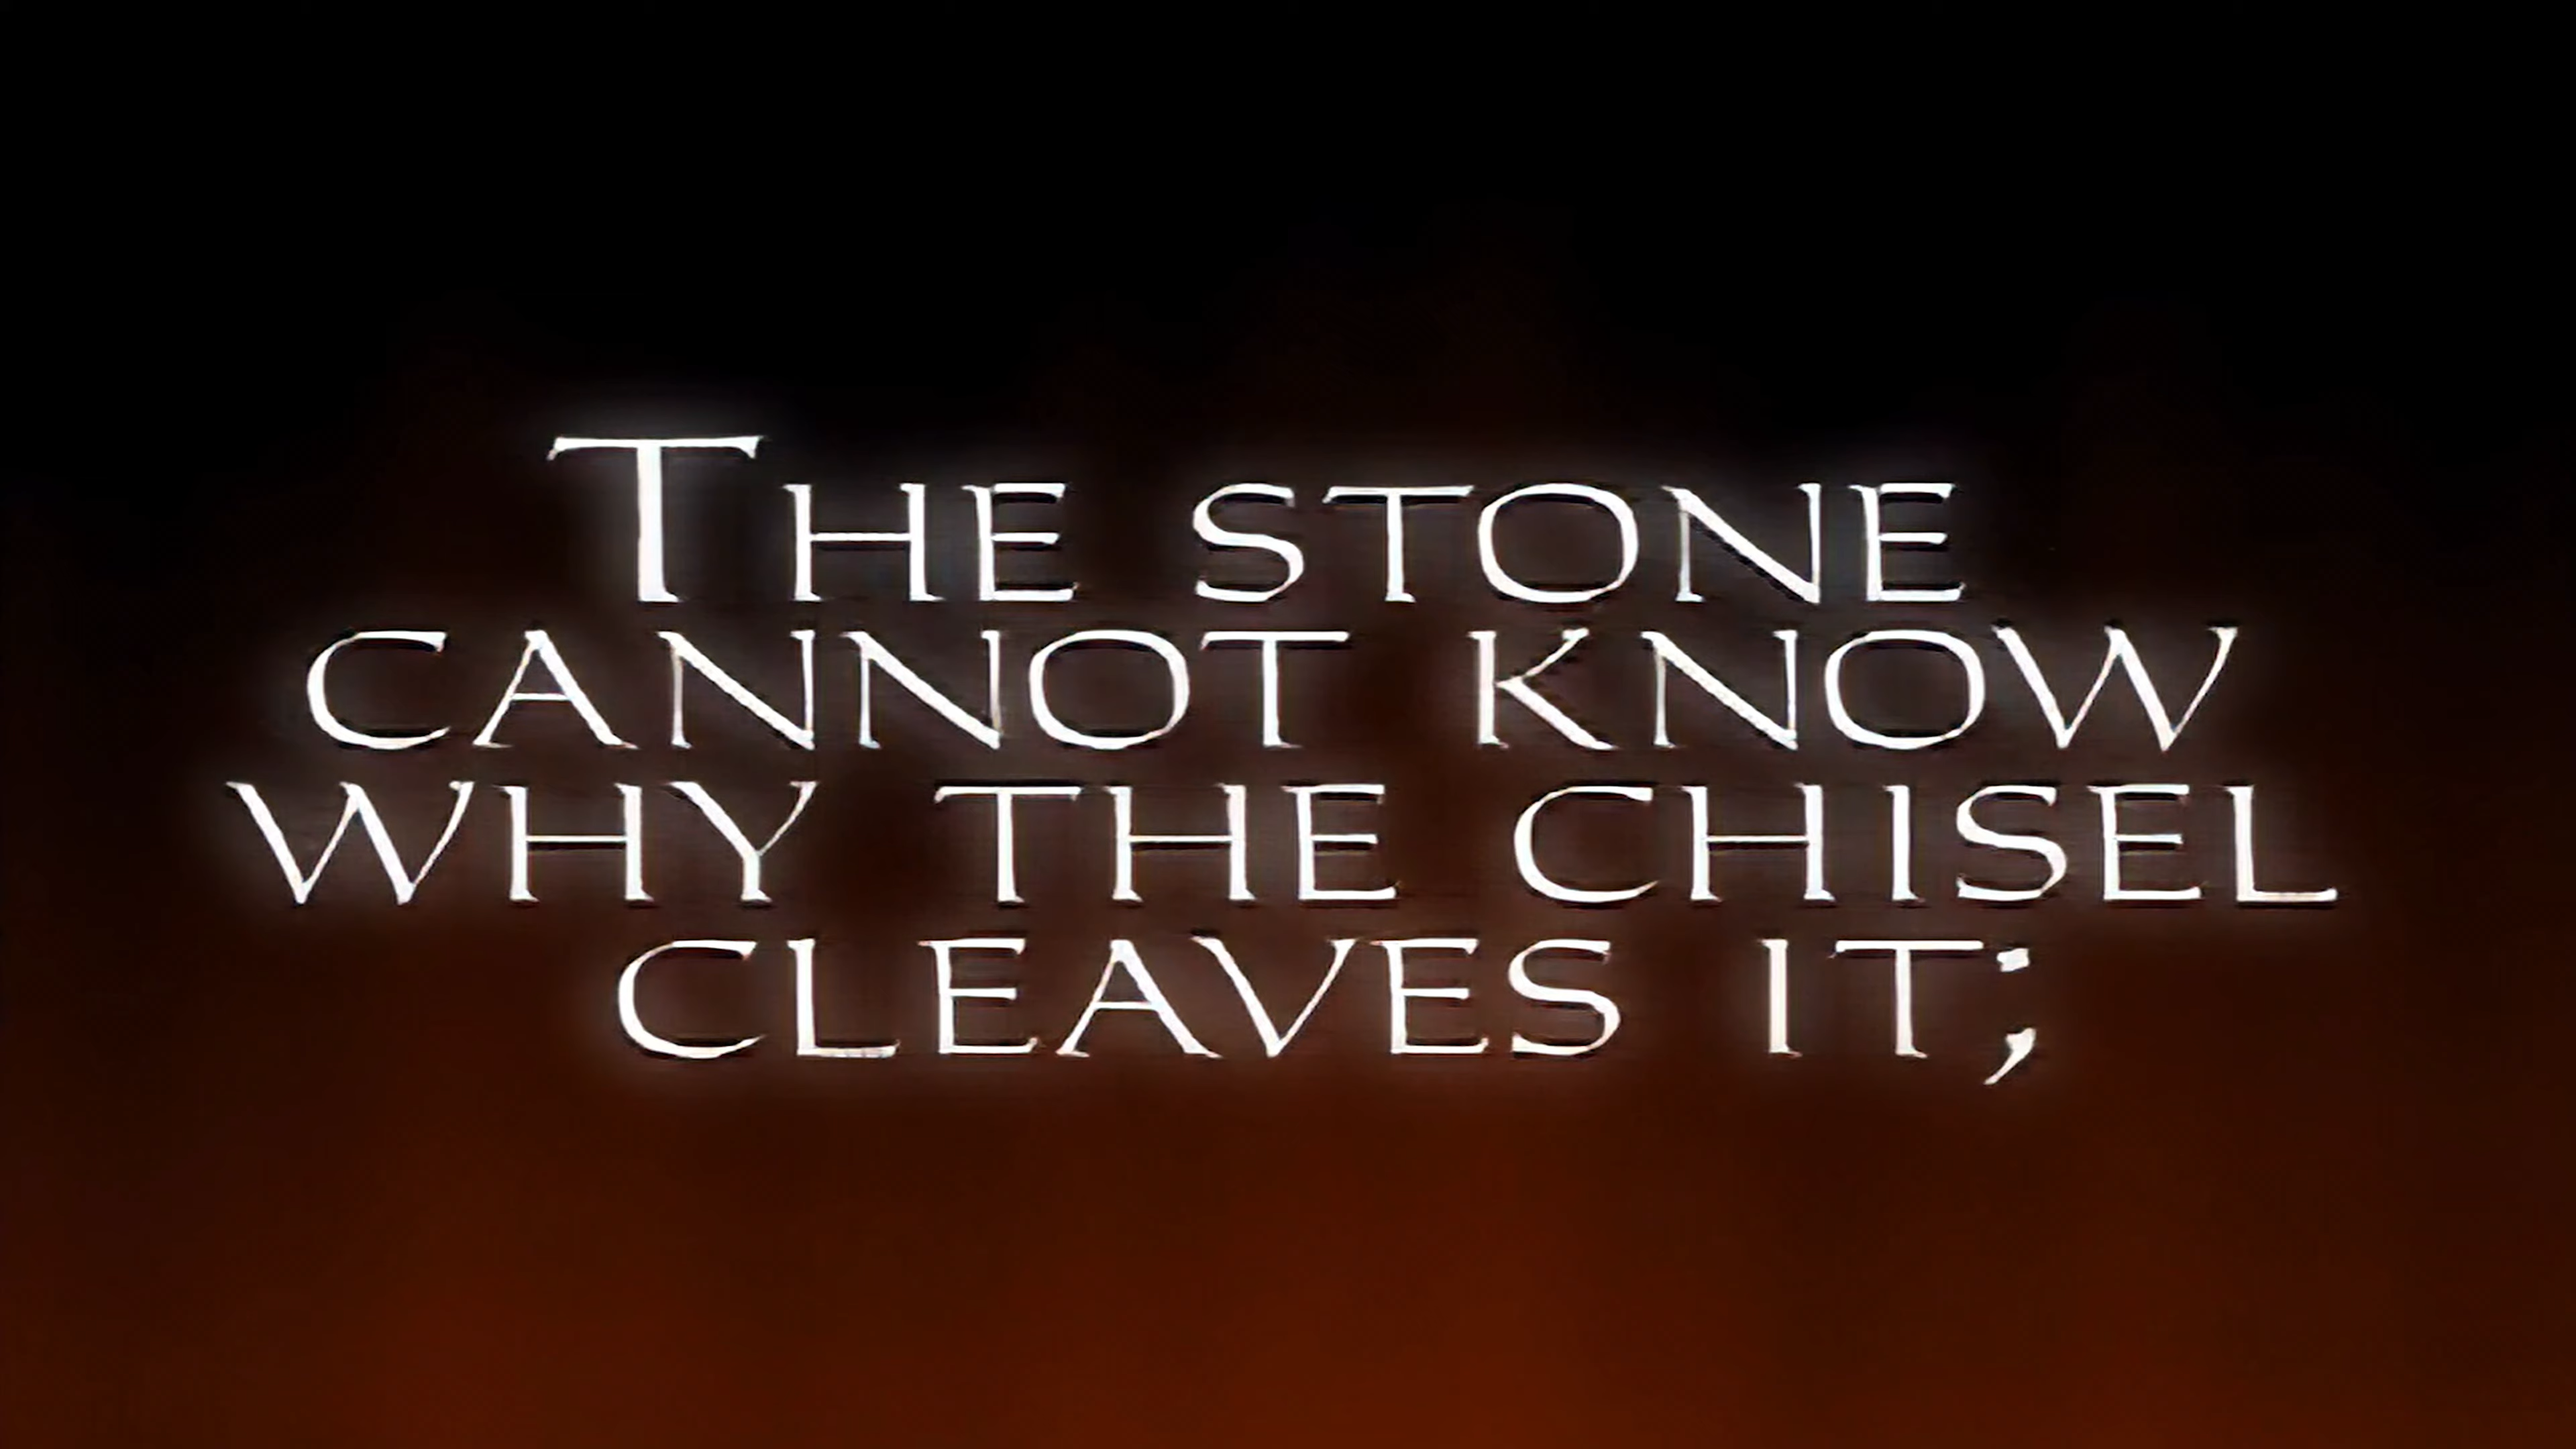 The stone
cannot know
why the chisel
cleaves it;